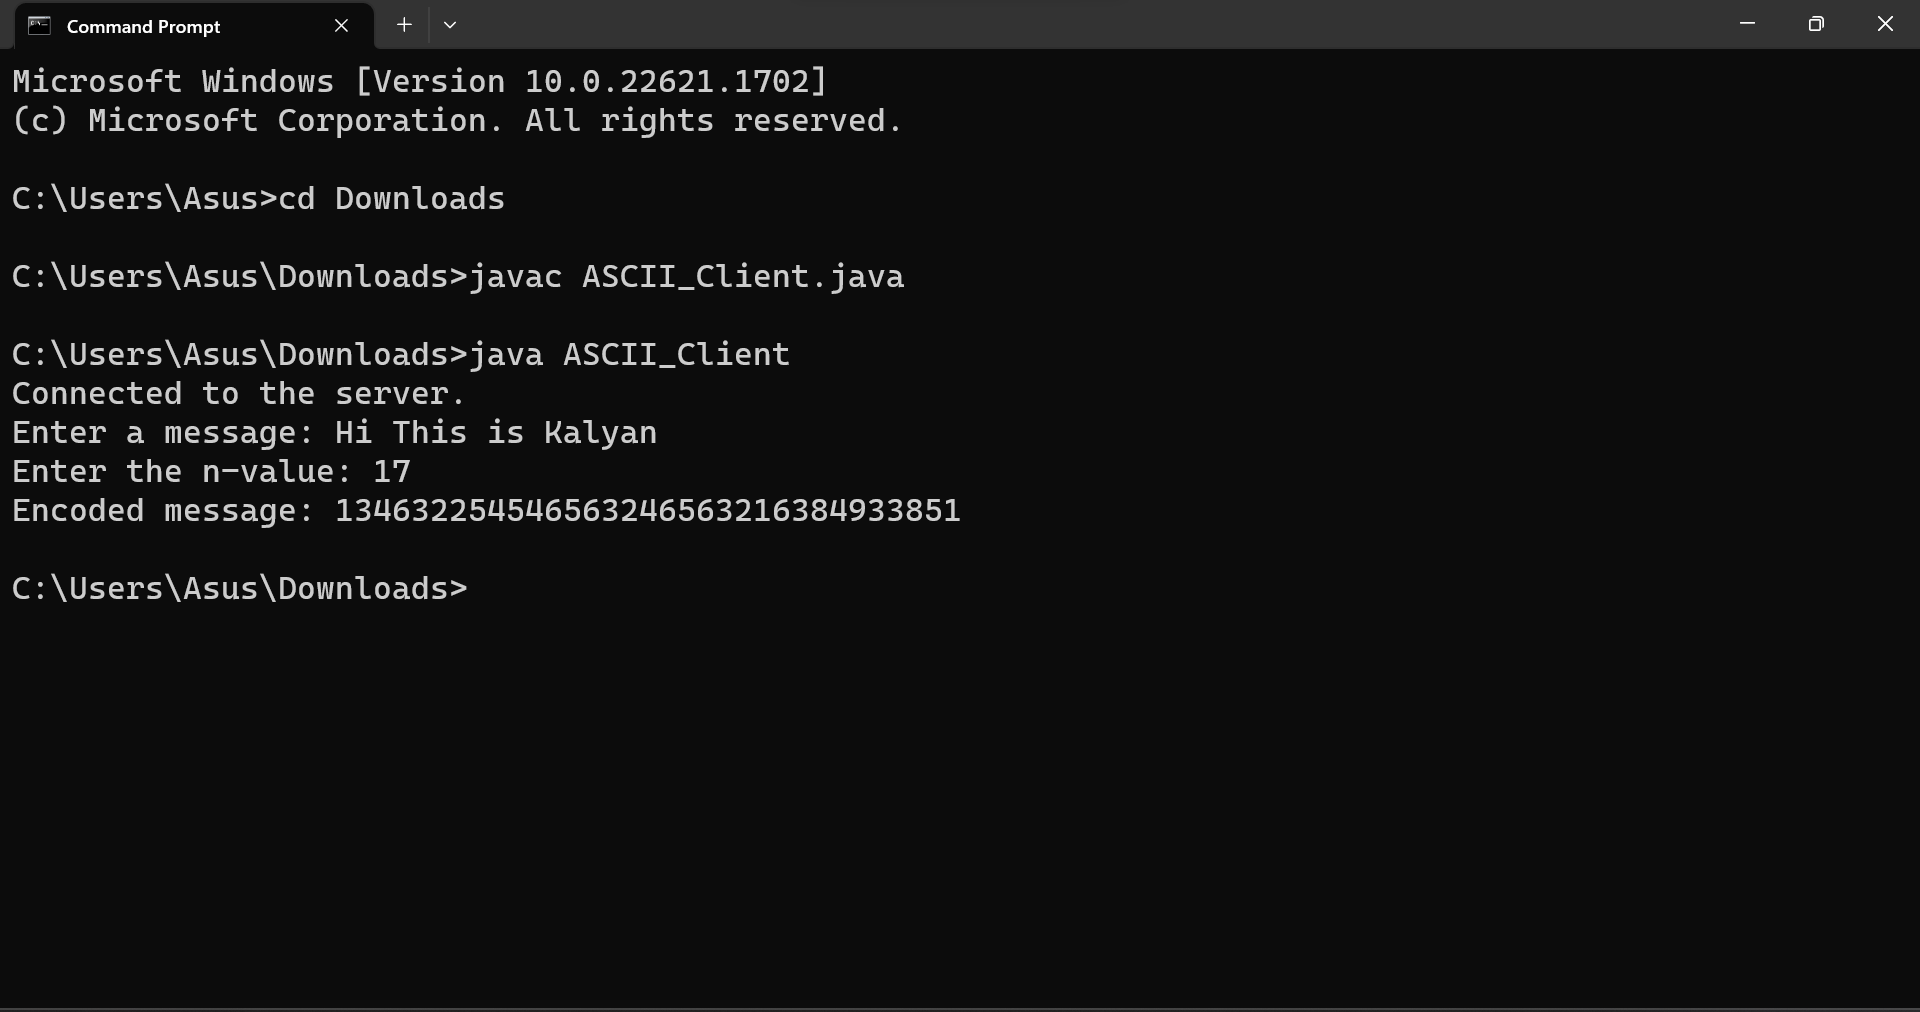 Command Prompt
Microsoft Windows [Version 10.0.22621.1702]
(c) Microsoft Corporation. All rights reserved.
C:\Users\Asus>cd Downloads
C:\Users\Asus\Downloads>javac ASCII_Client.java
C:\Users\Asus\Downloads>java ASCII_Client
Connected to the server.
Enter a message: Hi This is Kalyan
Enter the n-value: 17
Encoded message: 134632254546563246563216384933851
C:\Users\Asus\Downloads>